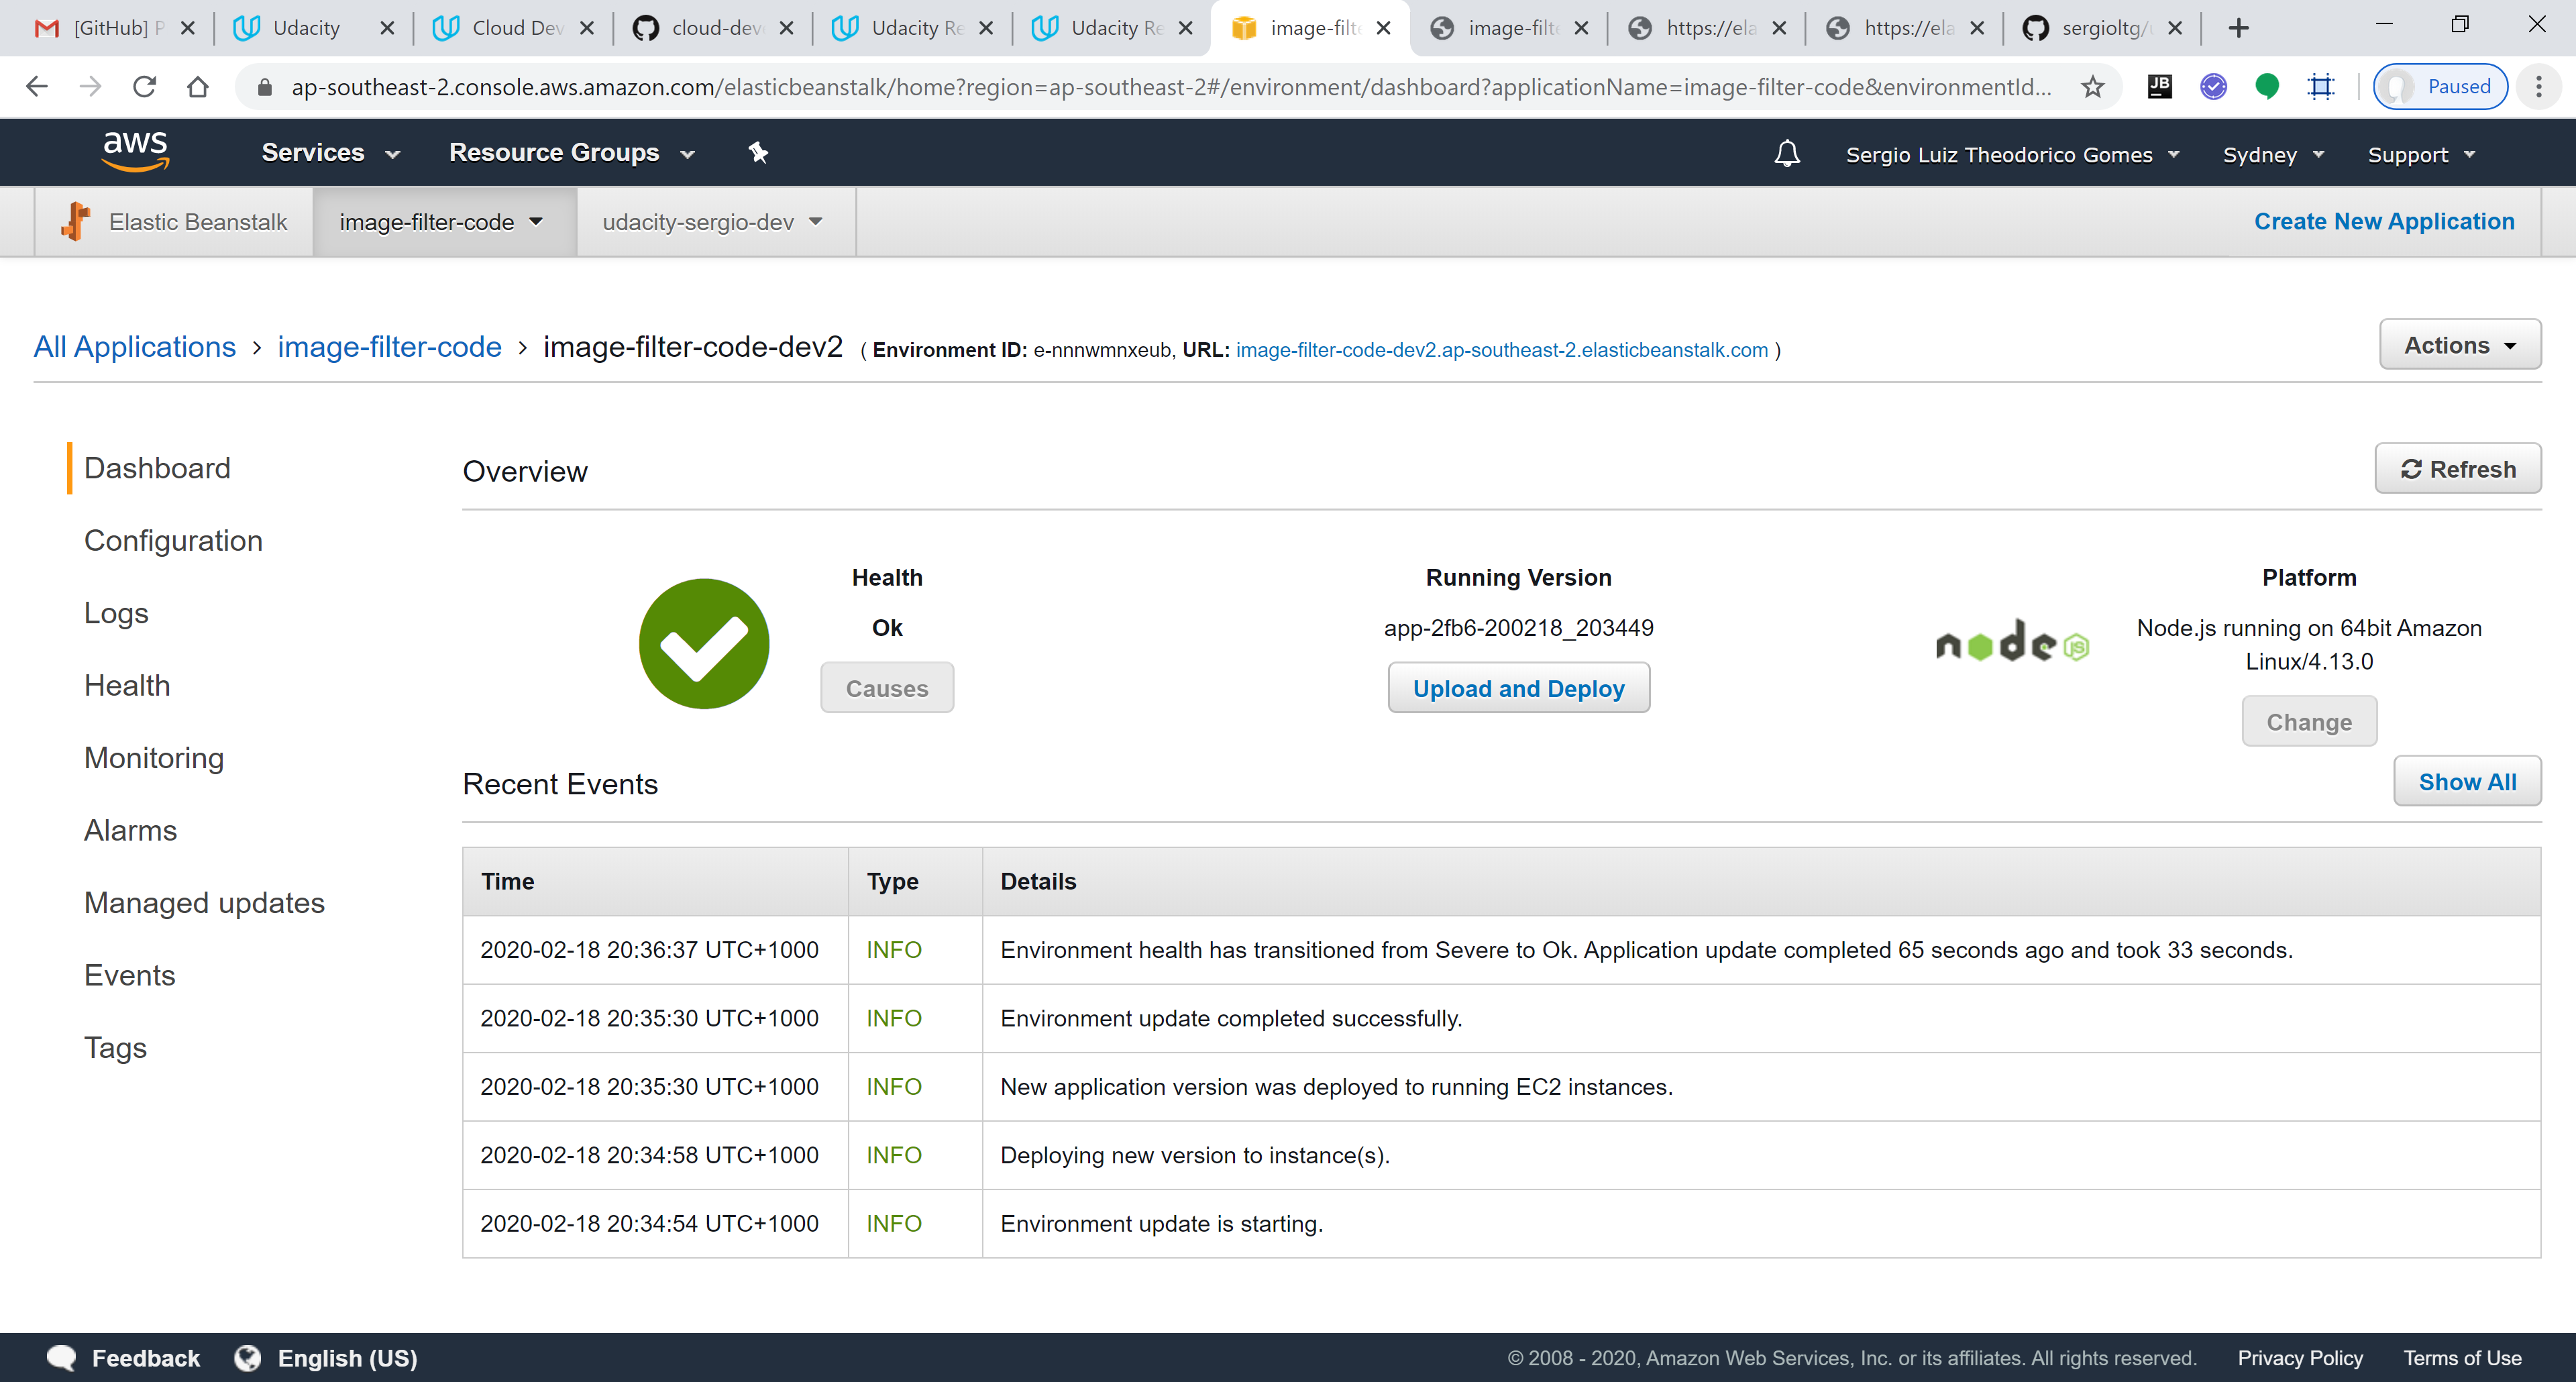 [GitHub] P
Udacity
Cloud Dev
cloud-deve
Udacity Re
Udacity Re
image-filte
image-filte
https://ela
https://ela
sergioltg/u
ap-southeast-2.console.aws.amazon.com/elasticbeanstalk/home?region=ap-southeast-2#/environment/dashboard?applicationName=image-filter-code&environmentId...
JB
Paused
aws
Services
Resource Groups
Sergio Luiz Theodorico Gomes
Sydney
Support
Elastic Beanstalk
image-filter-code
udacity-sergio-dev
Create New Application
All Applications > image-filter-code > image-filter-code-dev2 ( Environment ID: e-nnnwmnxeub, URL: image-filter-code-dev2.ap-southeast-2.elasticbeanstalk.com )
Actions
Dashboard
Configuration
Logs
Health
Monitoring
Alarms
Managed updates
Events
Tags
Overview
Refresh
Health
Ok
Causes
Running Version
app-2fb6-200218_203449
Upload and Deploy
node JS
Platform
Node.js running on 64bit Amazon
Linux/4.13.0
Change
Recent Events
Show All
Time Type Details
2020-02-18 20:36:37 UTC+1000 INFO Environment health has transitioned from Severe to Ok. Application update completed 65 seconds ago and took 33 seconds.
2020-02-18 20:35:30 UTC+1000 INFO Environment update completed successfully.
2020-02-18 20:35:30 UTC+1000 INFO New application version was deployed to running EC2 instances.
2020-02-18 20:34:58 UTC+1000 INFO Deploying new version to instance(s).
2020-02-18 20:34:54 UTC+1000 INFO Environment update is starting.
Feedback
English (US)
© 2008 - 2020, Amazon Web Services, Inc. or its affiliates. All rights reserved.
Privacy Policy
Terms of Use